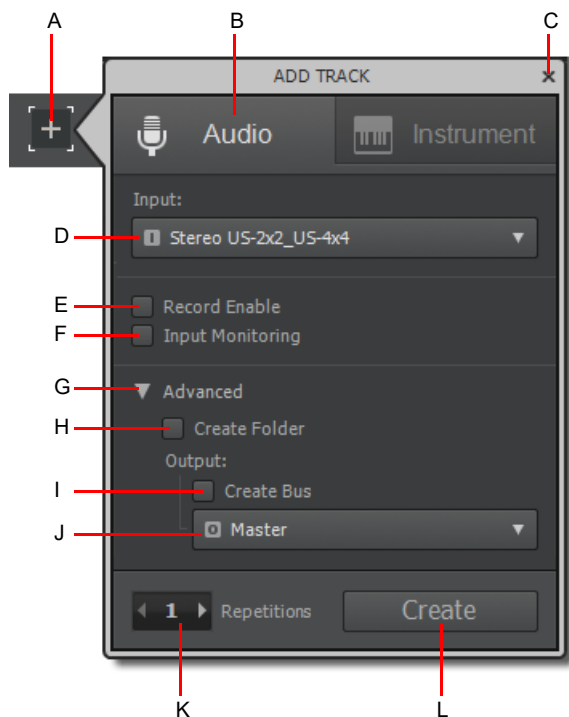 A B C
ADD TRACK ×
+ Audio Instrument
Input:
D I Stereo US-2x2_US-4x4
E Record Enable
F Input Monitoring
G Advanced
H Create Folder
Output:
I Create Bus
J O Master
1 Repetitions Create
K L